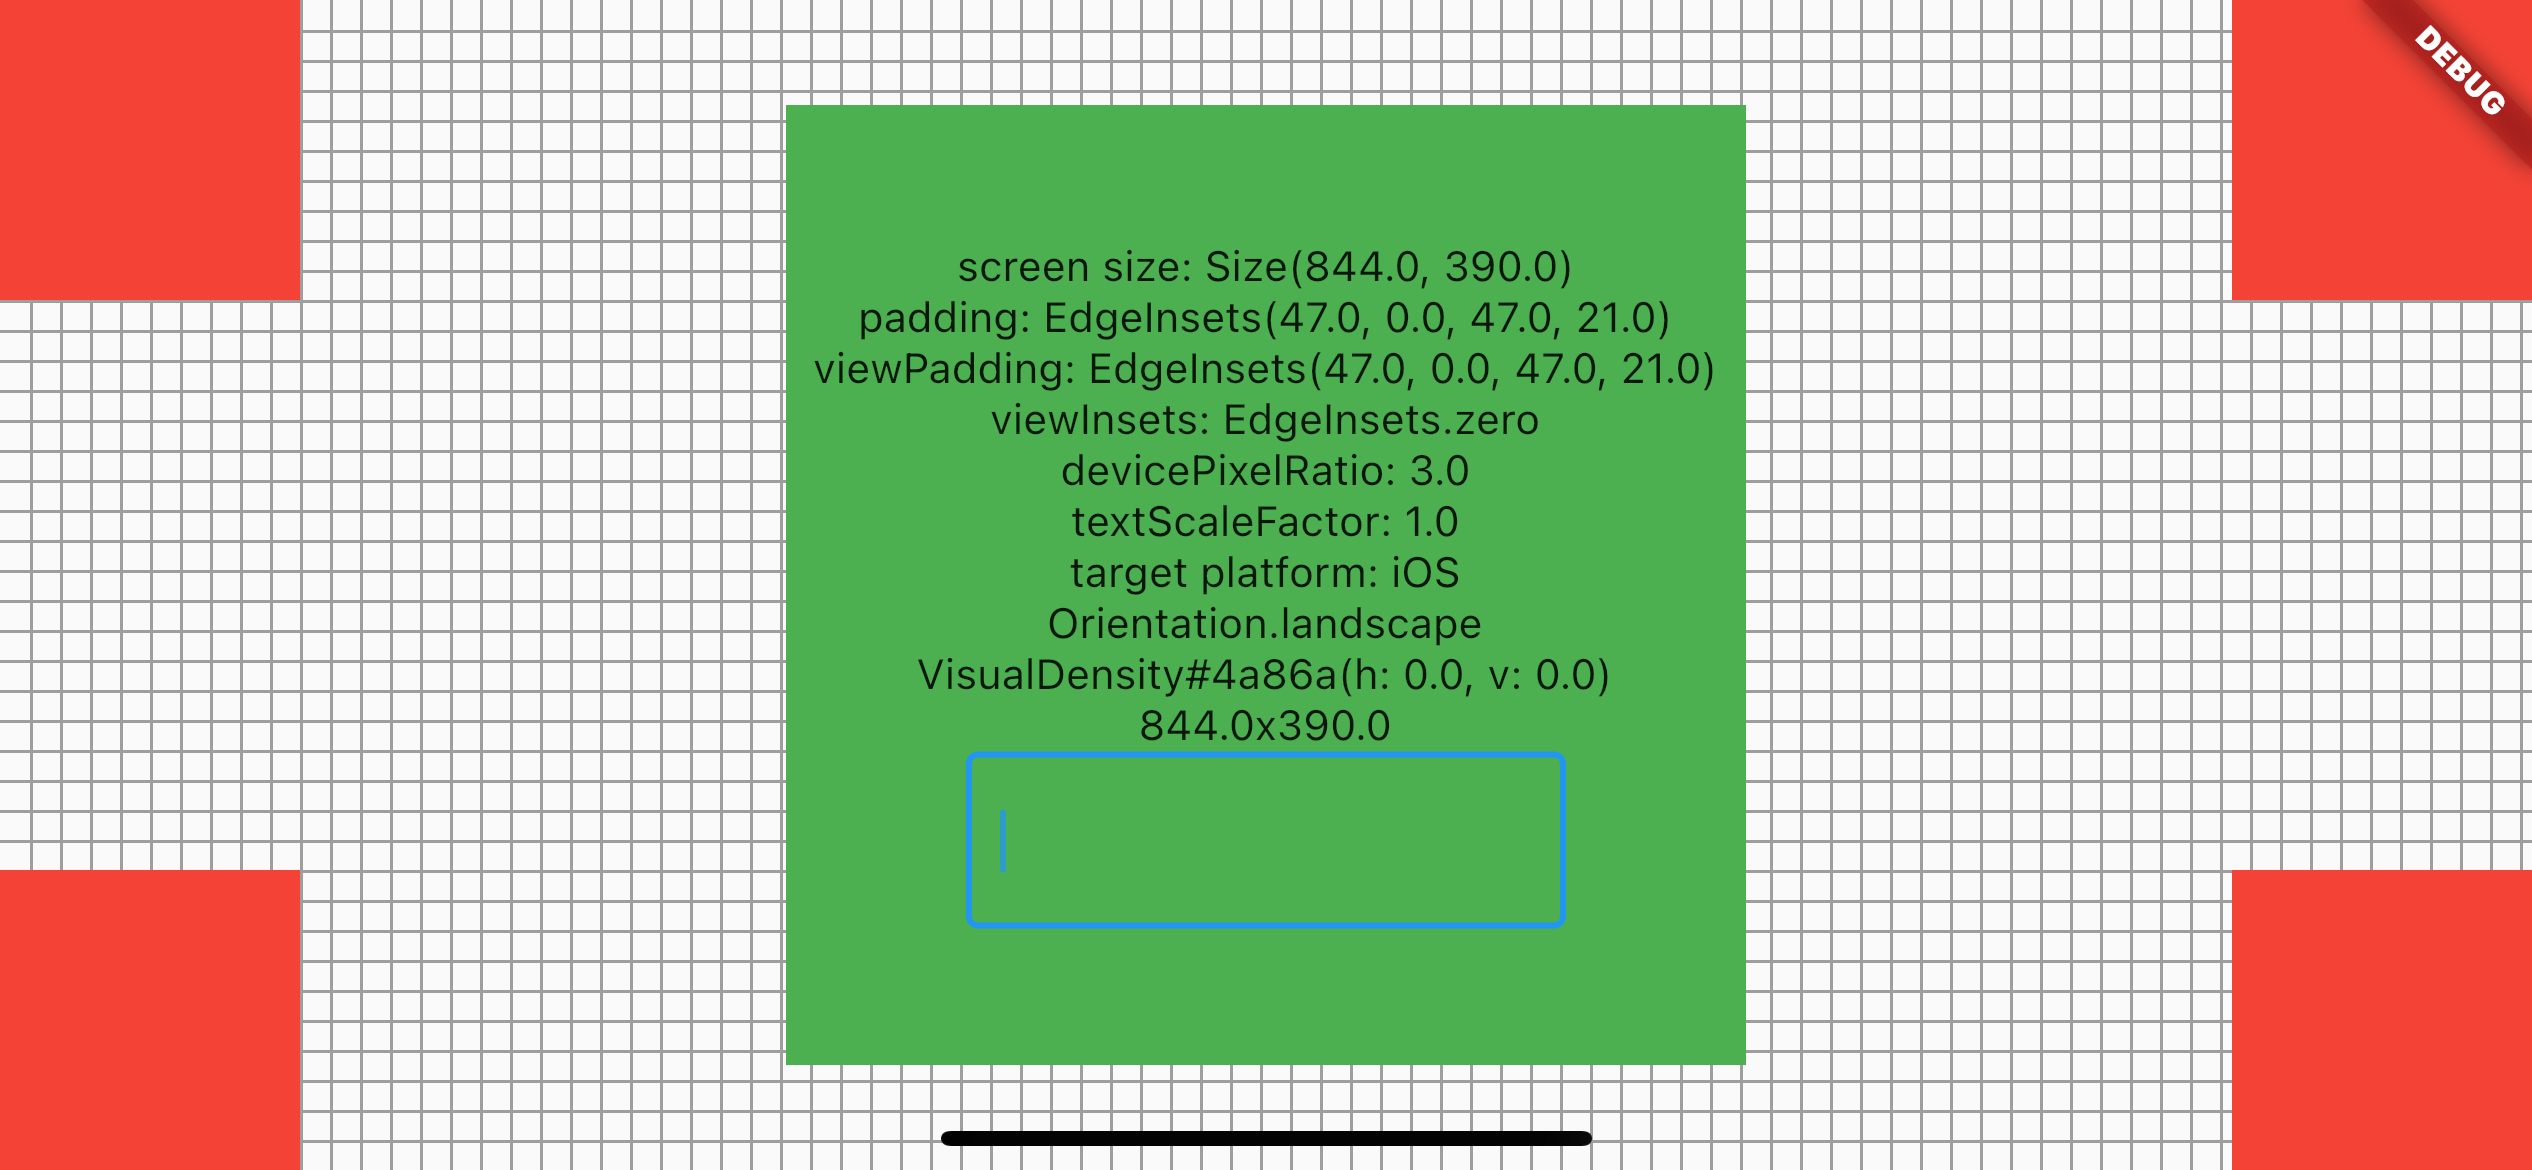 DEBUG
screen size: Size(844.0, 390.0)
padding: EdgeInsets(47.0, 0.0, 47.0, 21.0)
viewPadding: EdgeInsets(47.0, 0.0, 47.0, 21.0)
viewInsets: EdgeInsets.zero
devicePixelRatio: 3.0
textScaleFactor: 1.0
target platform: iOS
Orientation.landscape
VisualDensity#4a86a(h: 0.0, v: 0.0)
844.0x390.0